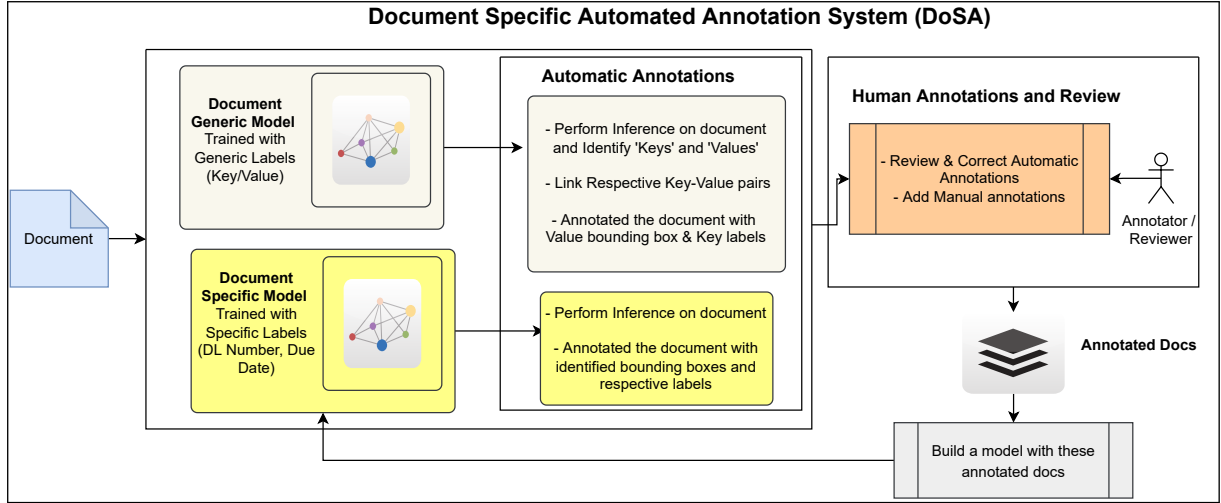 Document Specific Automated Annotation System (DoSA)
Document
Document
Generic Model
Trained with
Generic Labels
(Key/Value)
Document
Specific Model
Trained with
Specific Labels
(DL Number, Due
Date)
Automatic Annotations
- Perform Inference on document
and Identify 'Keys' and 'Values'
- Link Respective Key-Value pairs
- Annotated the document with
Value bounding box & Key labels
- Perform Inference on document
- Annotated the document with
identified bounding boxes and
respective labels
Human Annotations and Review
- Review & Correct Automatic
Annotations
- Add Manual annotations
Annotator /
Reviewer
Annotated Docs
Build a model with these
annotated docs